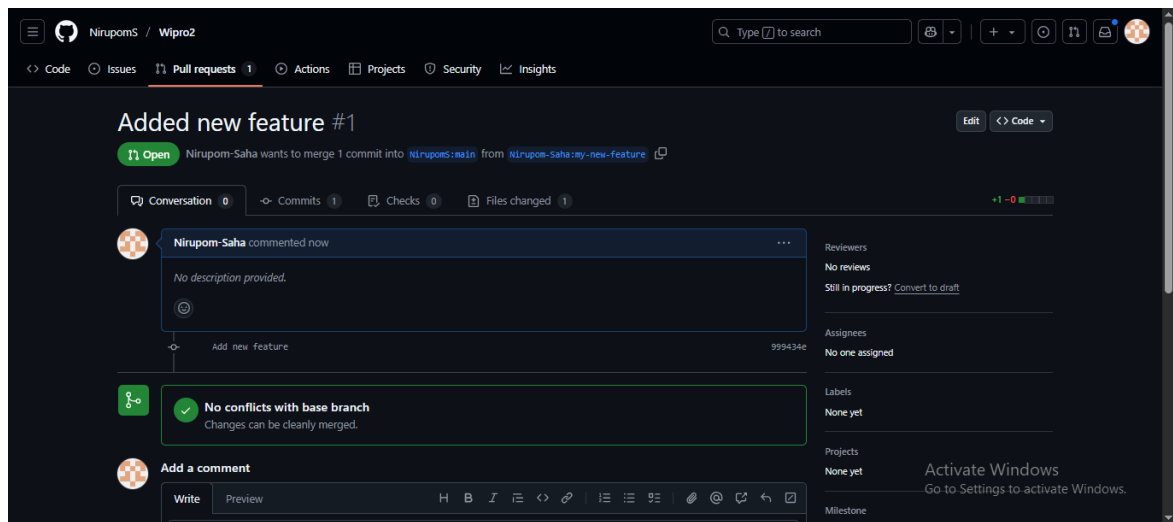 NirupomS / Wipro2
Type / to search
Code Issues Pull requests 1 Actions Projects Security Insights
Added new feature #1
Edit Code
Open Nirupom-Saha wants to merge 1 commit into NirupomS:main from Nirupom-Saha:my-new-feature
Conversation 0 Commits 1 Checks 0 Files changed 1
+1 −0
Nirupom-Saha commented now
No description provided.
Add new feature 999434e
No conflicts with base branch
Changes can be cleanly merged.
Add a comment
Write Preview
Reviewers
No reviews
Still in progress? Convert to draft
Assignees
No one assigned
Labels
None yet
Projects
None yet
Milestone
Activate Windows
Go to Settings to activate Windows.